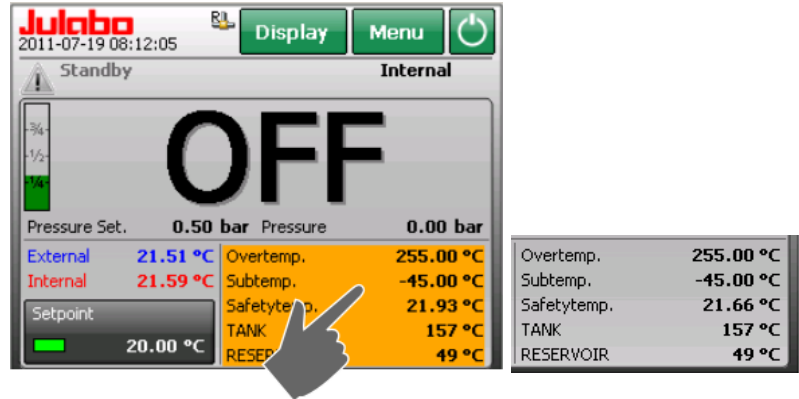 Julabo
2011-07-19 08:12:05
Display
Menu
Standby
Internal
OFF
3/4
1/2
1/4
Pressure Set. 0.50 bar Pressure 0.00 bar
External 21.51 °C
Internal 21.59 °C
Setpoint
20.00 °C
Overtemp. 255.00 °C
Subtemp. -45.00 °C
21.93 °C
TANK 157 °C
49 °C
Overtemp. 255.00 °C
Subtemp. -45.00 °C
Safetytemp. 21.66 °C
TANK 157 °C
RESERVOIR 49 °C